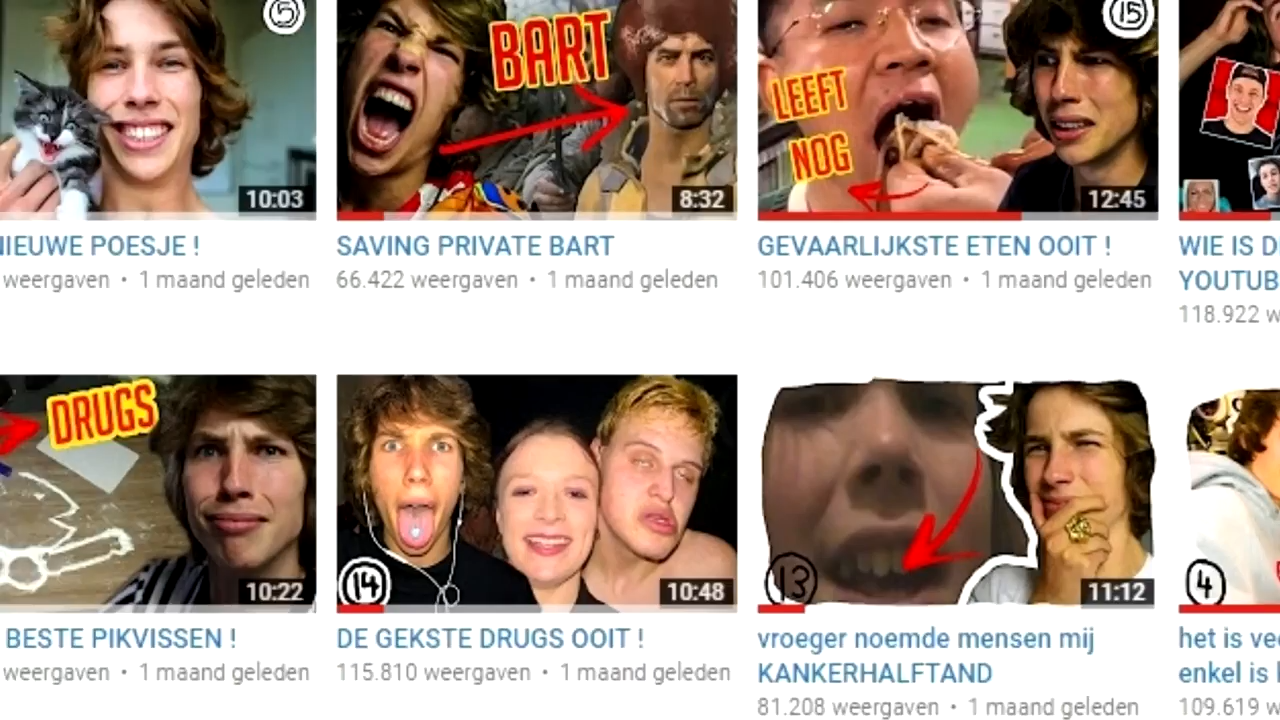 5
10:03
BART
8:32
LEEFT
NOG
15
12:45
NIEUWE POESJE !
weergaven • 1 maand geleden
SAVING PRIVATE BART
66.422 weergaven • 1 maand geleden
GEVAARLIJKSTE ETEN OOIT !
101.406 weergaven • 1 maand geleden
WIE IS D
YOUTUB
118.922 w
DRUGS
10:22
14
10:48
13
11:12
4
BESTE PIKVISSEN !
weergaven • 1 maand geleden
DE GEKSTE DRUGS OOIT !
115.810 weergaven • 1 maand geleden
vroeger noemde mensen mij
KANKERHALFTAND
81.208 weergaven • 1 maand geleden
het is vee
enkel is
109.619 w